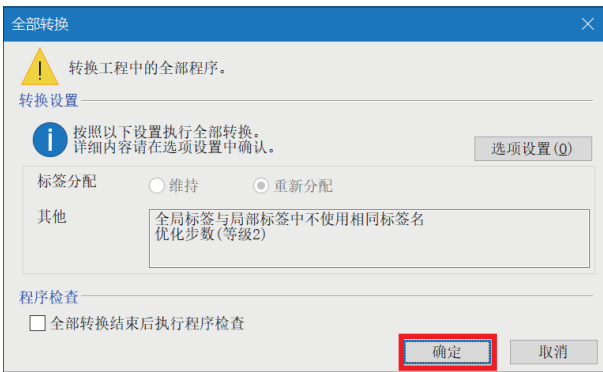 全部转换
转换工程中的全部程序。
转换设置
按照以下设置执行全部转换。
详细内容请在选项设置中确认。
选项设置(O)
标签分配
维持
重新分配
其他
全局标签与局部标签中不使用相同标签名
优化步数(等级2)
程序检查
全部转换结束后执行程序检查
确定
取消